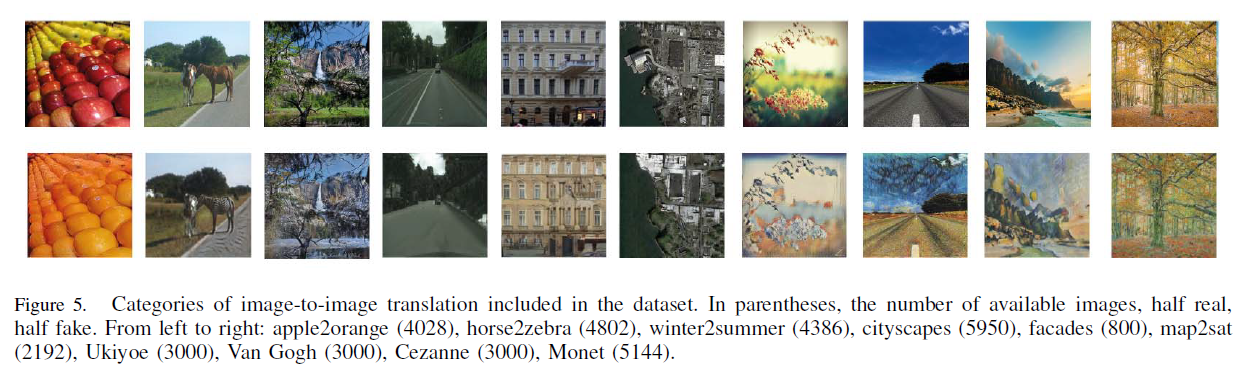 Figure 5. Categories of image-to-image translation included in the dataset. In parentheses, the number of available images, half real,
half fake. From left to right: apple2orange (4028), horse2zebra (4802), winter2summer (4386), cityscapes (5950), facades (800), map2sat
(2192), Ukiyoe (3000), Van Gogh (3000), Cezanne (3000), Monet (5144).